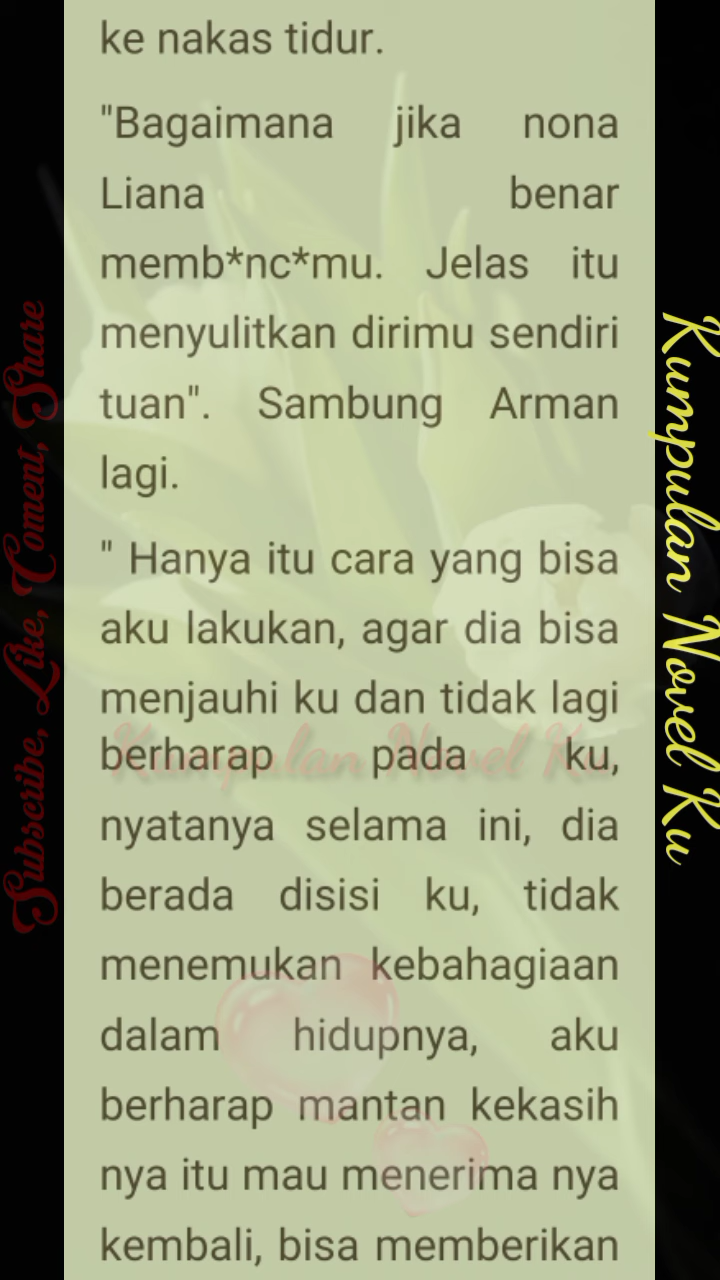 ke nakas tidur.
"Bagaimana jika nona
Liana benar
memb*nc*mu. Jelas itu
menyulitkan dirimu sendiri
tuan". Sambung Arman
lagi.
" Hanya itu cara yang bisa
aku lakukan, agar dia bisa
menjauhi ku dan tidak lagi
berharap pada ku,
nyatanya selama ini, dia
berada disisi ku, tidak
menemukan kebahagiaan
dalam hidupnya, aku
berharap mantan kekasih
nya itu mau menerima nya
kembali, bisa memberikan
Kumpulan Novel Ku
Subscribe, Like, Coment, Share
Kumpulan Novel Ku